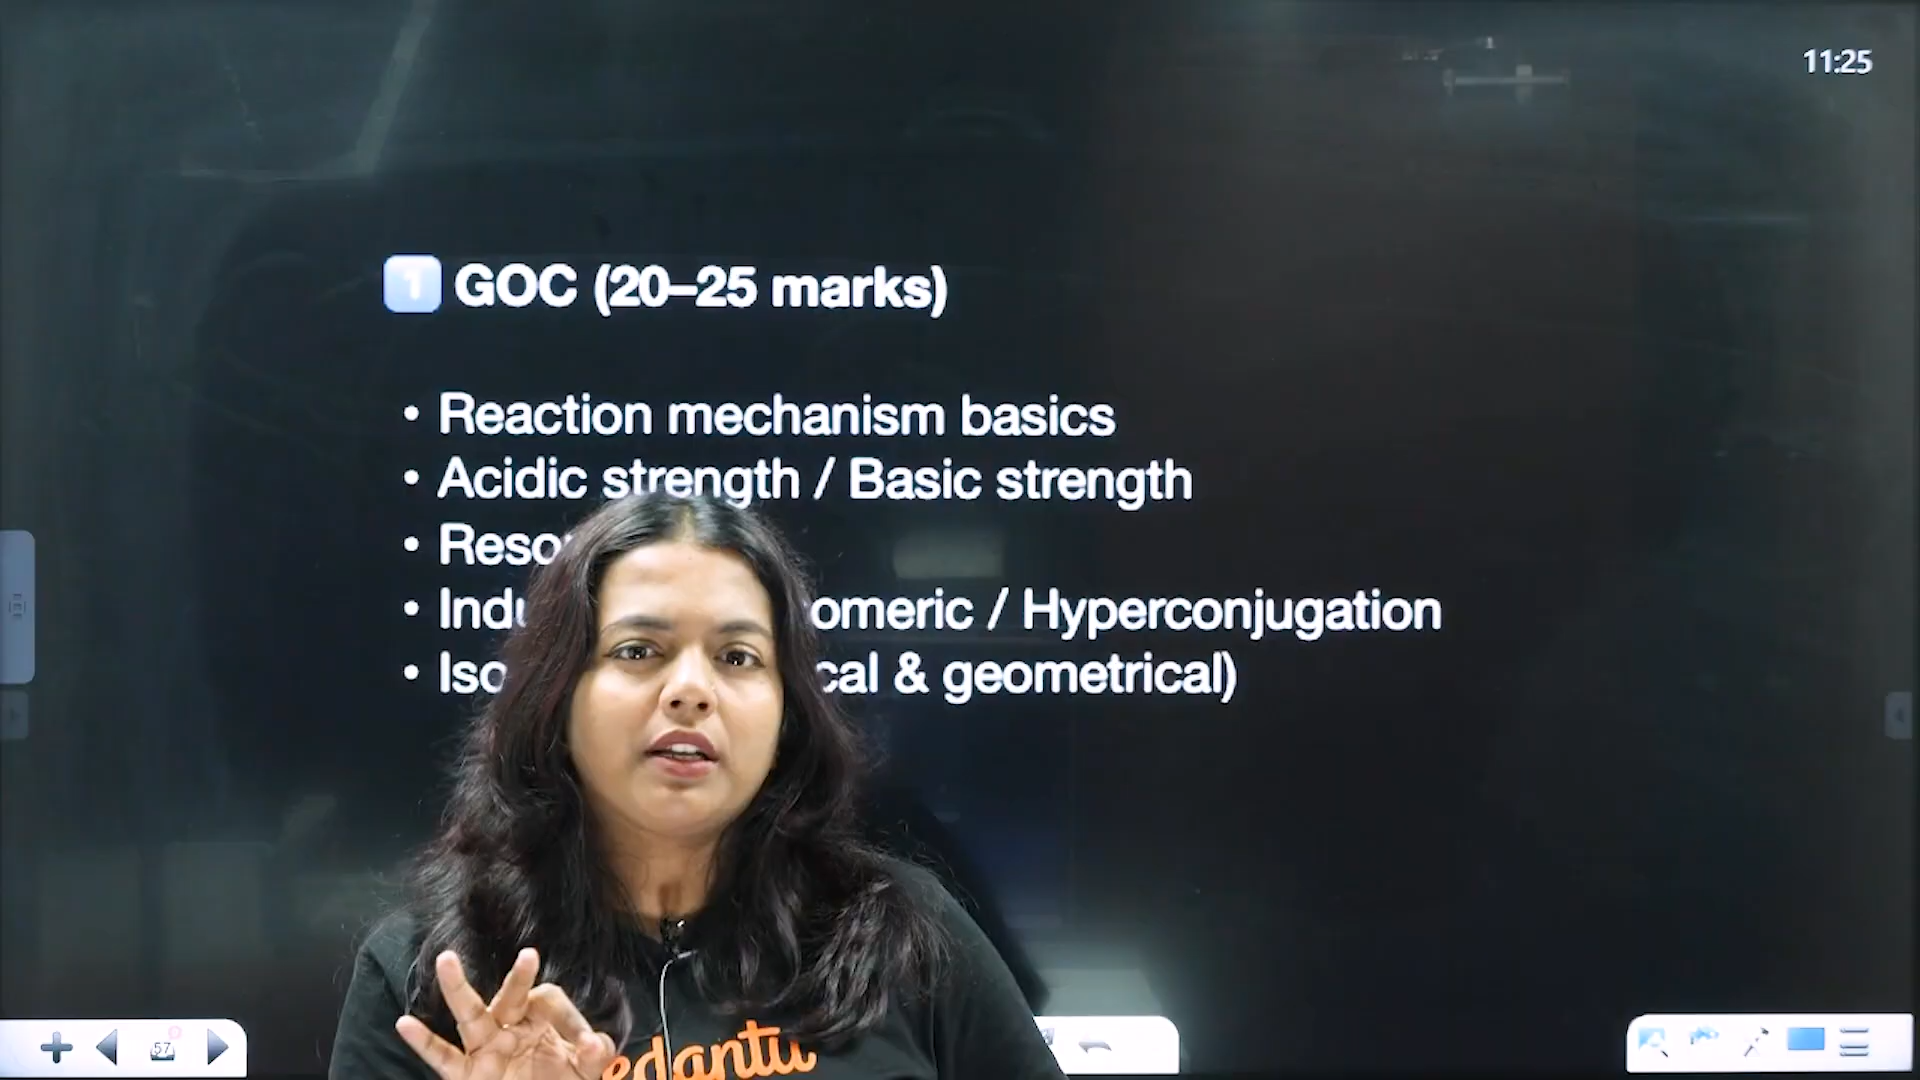 11:25
1 GOC (20–25 marks)
• Reaction mechanism basics
• Acidic strength / Basic strength
• Reso
• Indu omeric / Hyperconjugation
• Iso cal & geometrical)
57
edantu